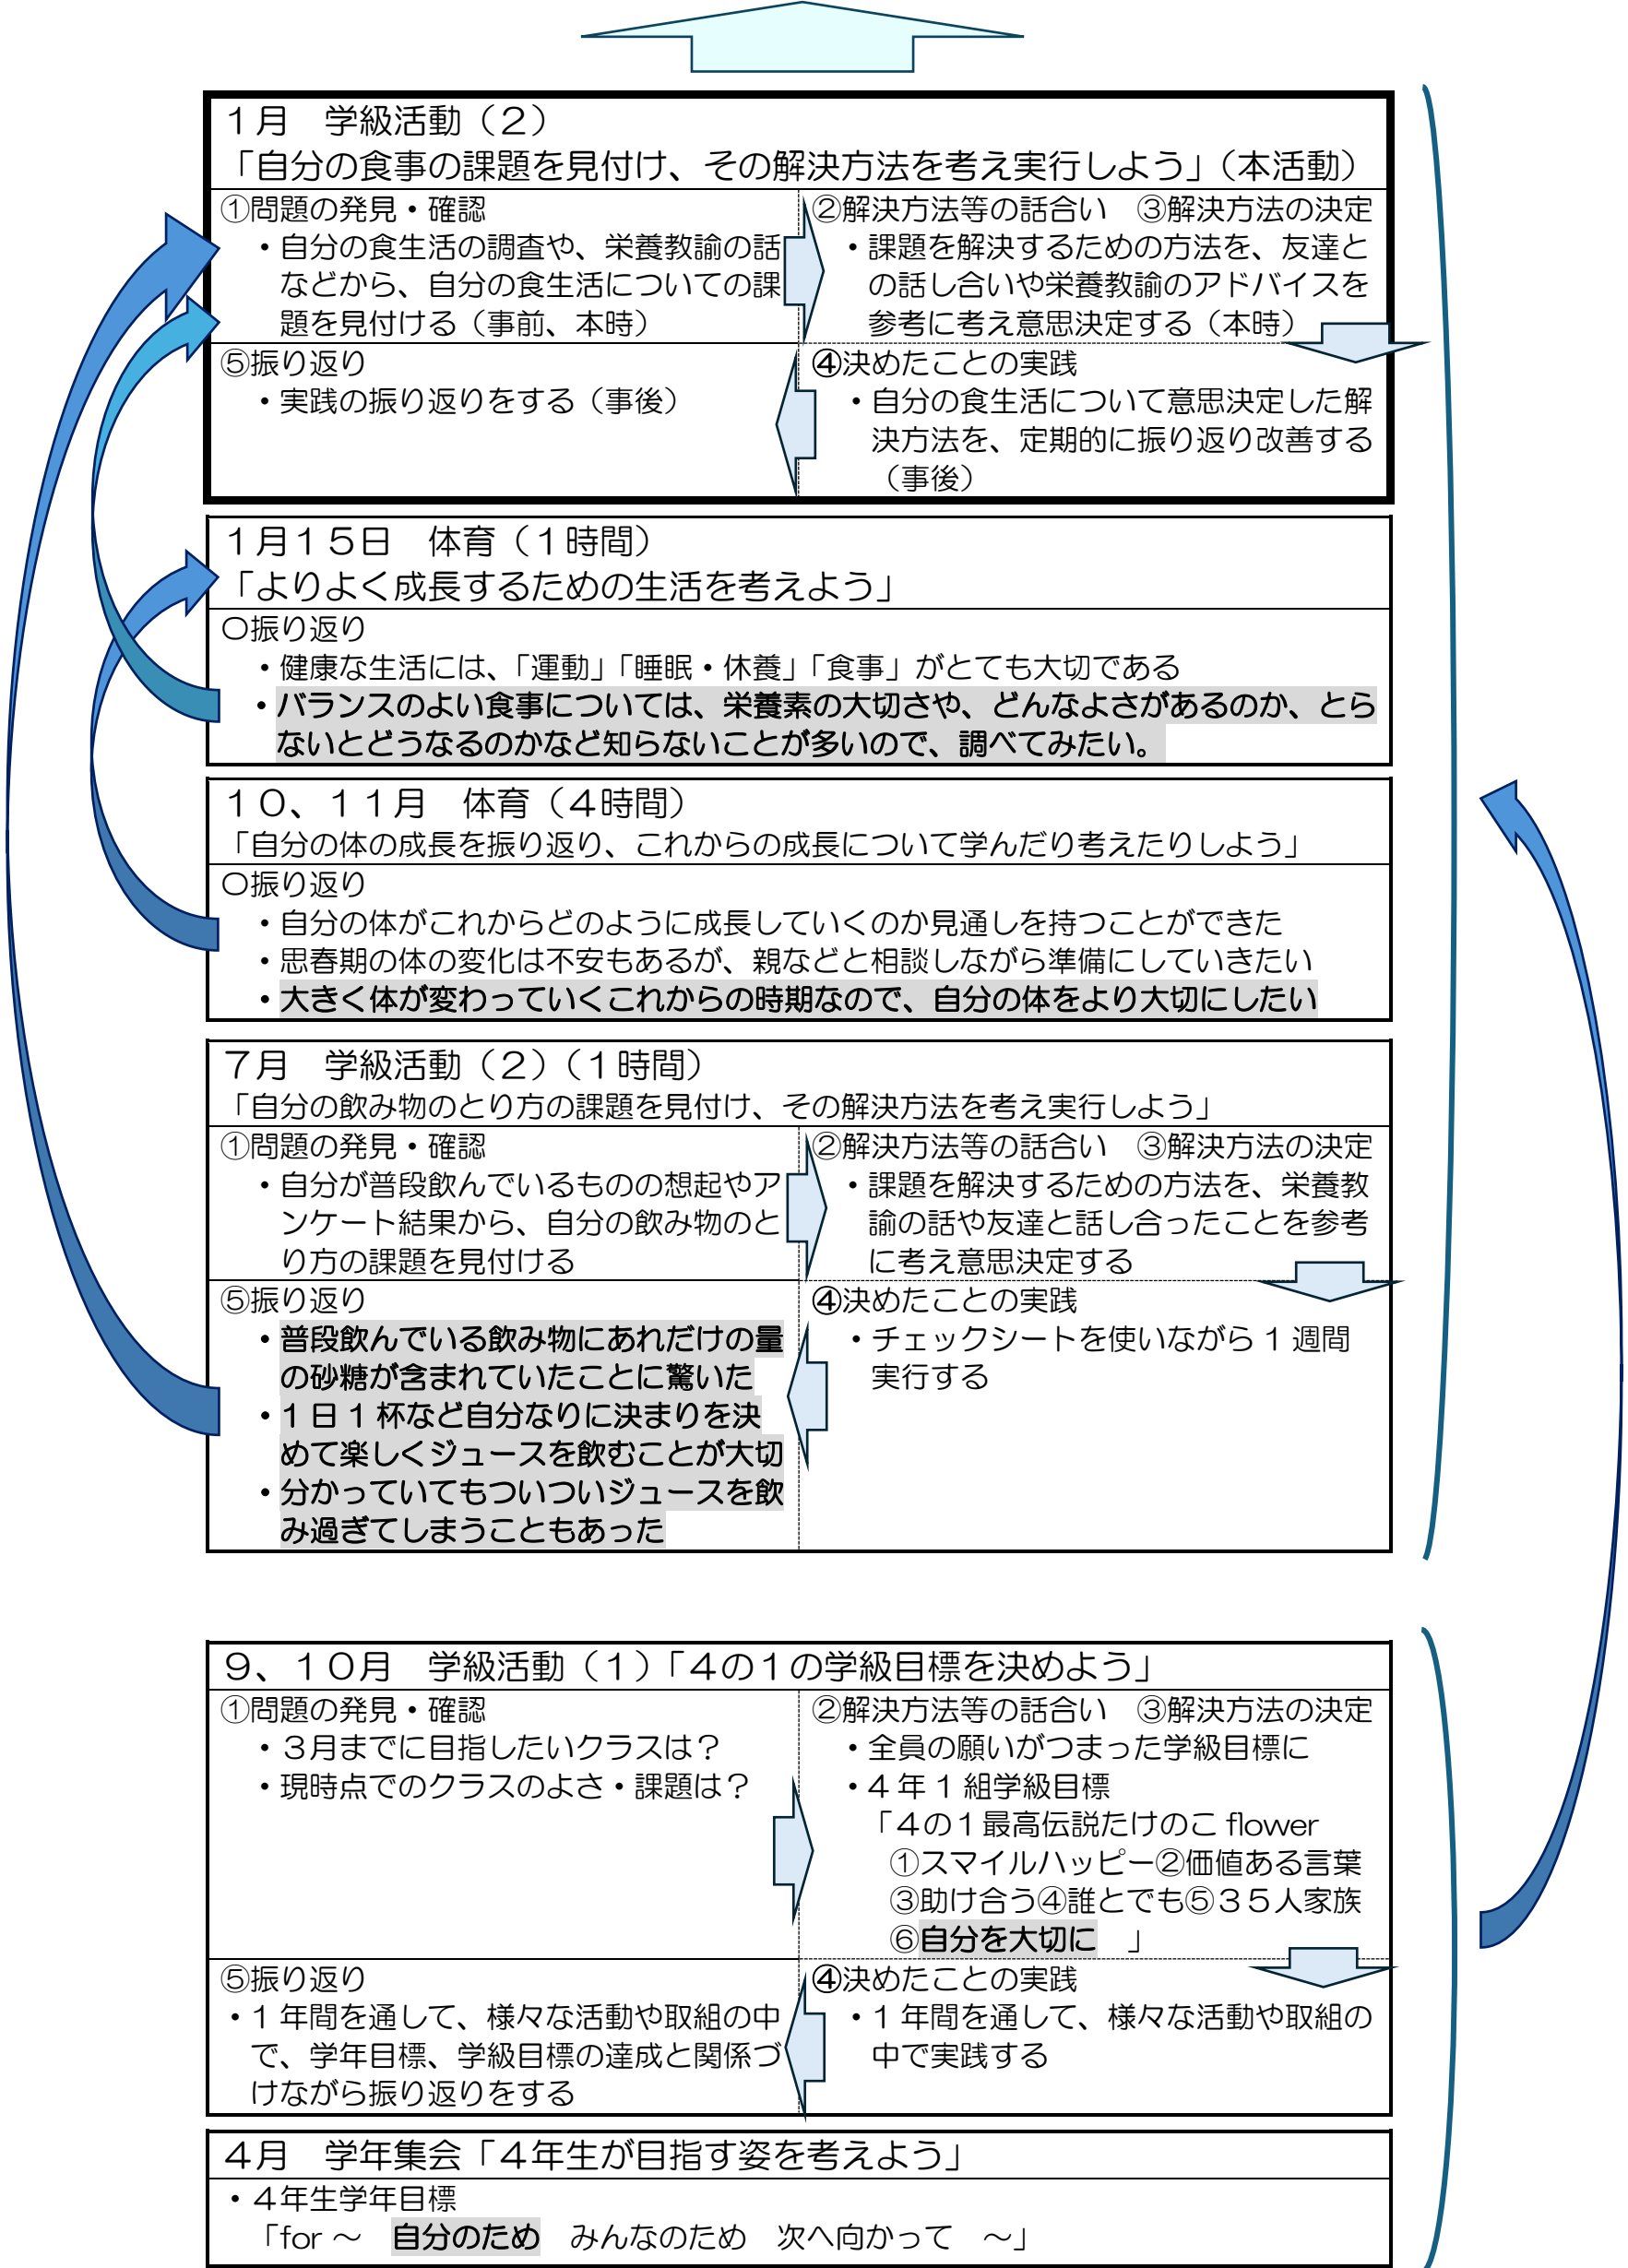 １月　学級活動（２）
「自分の食事の課題を見付け、その解決方法を考え実行しよう」（本活動）
①問題の発見・確認
・自分の食生活の調査や、栄養教諭の話
などから、自分の食生活についての課
題を見付ける（事前、本時）
②解決方法等の話合い　③解決方法の決定
・課題を解決するための方法を、友達と
の話し合いや栄養教諭のアドバイスを
参考に考え意思決定する（本時）
⑤振り返り
・実践の振り返りをする（事後）
④決めたことの実践
・自分の食生活について意思決定した解
決方法を、定期的に振り返り改善する
（事後）
１月１５日　体育（１時間）
「よりよく成長するための生活を考えよう」
〇振り返り
・健康な生活には、「運動」「睡眠・休養」「食事」がとても大切である
・バランスのよい食事については、栄養素の大切さや、どんなよさがあるのか、とら
ないとどうなるのかなど知らないことが多いので、調べてみたい。
１０、１１月　体育（４時間）
「自分の体の成長を振り返り、これからの成長について学んだり考えたりしよう」
〇振り返り
・自分の体がこれからどのように成長していくのか見通しを持つことができた
・思春期の体の変化は不安もあるが、親などと相談しながら準備にしていきたい
・大きく体が変わっていくこれからの時期なので、自分の体をより大切にしたい
７月　学級活動（２）（１時間）
「自分の飲み物のとり方の課題を見付け、その解決方法を考え実行しよう」
①問題の発見・確認
・自分が普段飲んでいるものの想起やア
ンケート結果から、自分の飲み物のと
り方の課題を見付ける
②解決方法等の話合い　③解決方法の決定
・課題を解決するための方法を、栄養教
諭の話や友達と話し合ったことを参考
に考え意思決定する
⑤振り返り
・普段飲んでいる飲み物にあれだけの量
の砂糖が含まれていたことに驚いた
・１日１杯など自分なりに決まりを決
めて楽しくジュースを飲むことが大切
・分かっていてもついついジュースを飲
み過ぎてしまうこともあった
④決めたことの実践
・チェックシートを使いながら１週間
実行する
９、１０月　学級活動（１）「４の１の学級目標を決めよう」
①問題の発見・確認
・３月までに目指したいクラスは？
・現時点でのクラスのよさ・課題は？
②解決方法等の話合い　③解決方法の決定
・全員の願いがつまった学級目標に
・４年１組学級目標
「４の１最高伝説たけのこ flower
①スマイルハッピー②価値ある言葉
③助け合う④誰とでも⑤３５人家族
⑥自分を大切に　」
⑤振り返り
・１年間を通して、様々な活動や取組の中
で、学年目標、学級目標の達成と関係づ
けながら振り返りをする
④決めたことの実践
・１年間を通して、様々な活動や取組の
中で実践する
４月　学年集会「４年生が目指す姿を考えよう」
・４年生学年目標
「for ～　自分のため　みんなのため　次へ向かって　～」